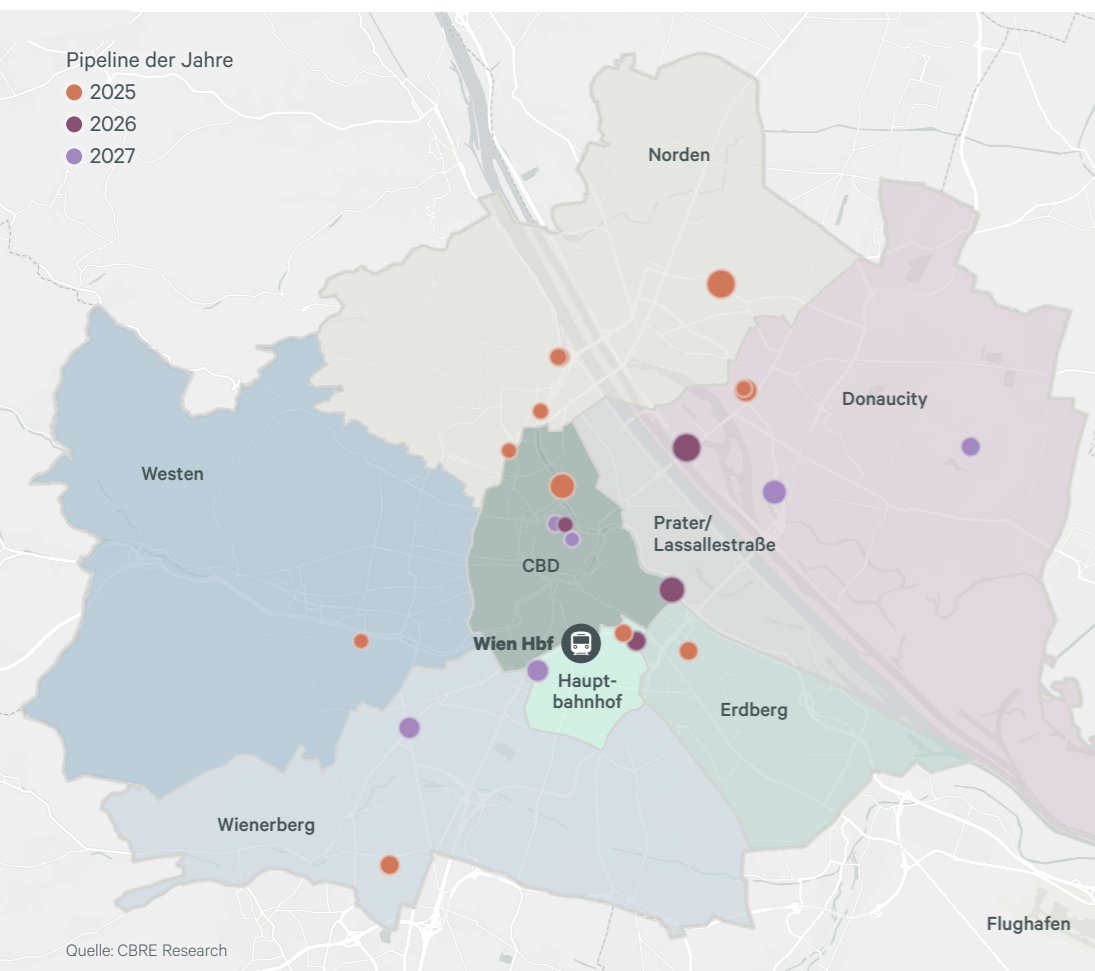 Pipeline der Jahre
2025
2026
2027
Norden
Donaucity
Westen
Prater/
Lassallestraße
CBD
Wien Hbf
Haupt-
bahnhof
Erdberg
Wienerberg
Flughafen
Quelle: CBRE Research